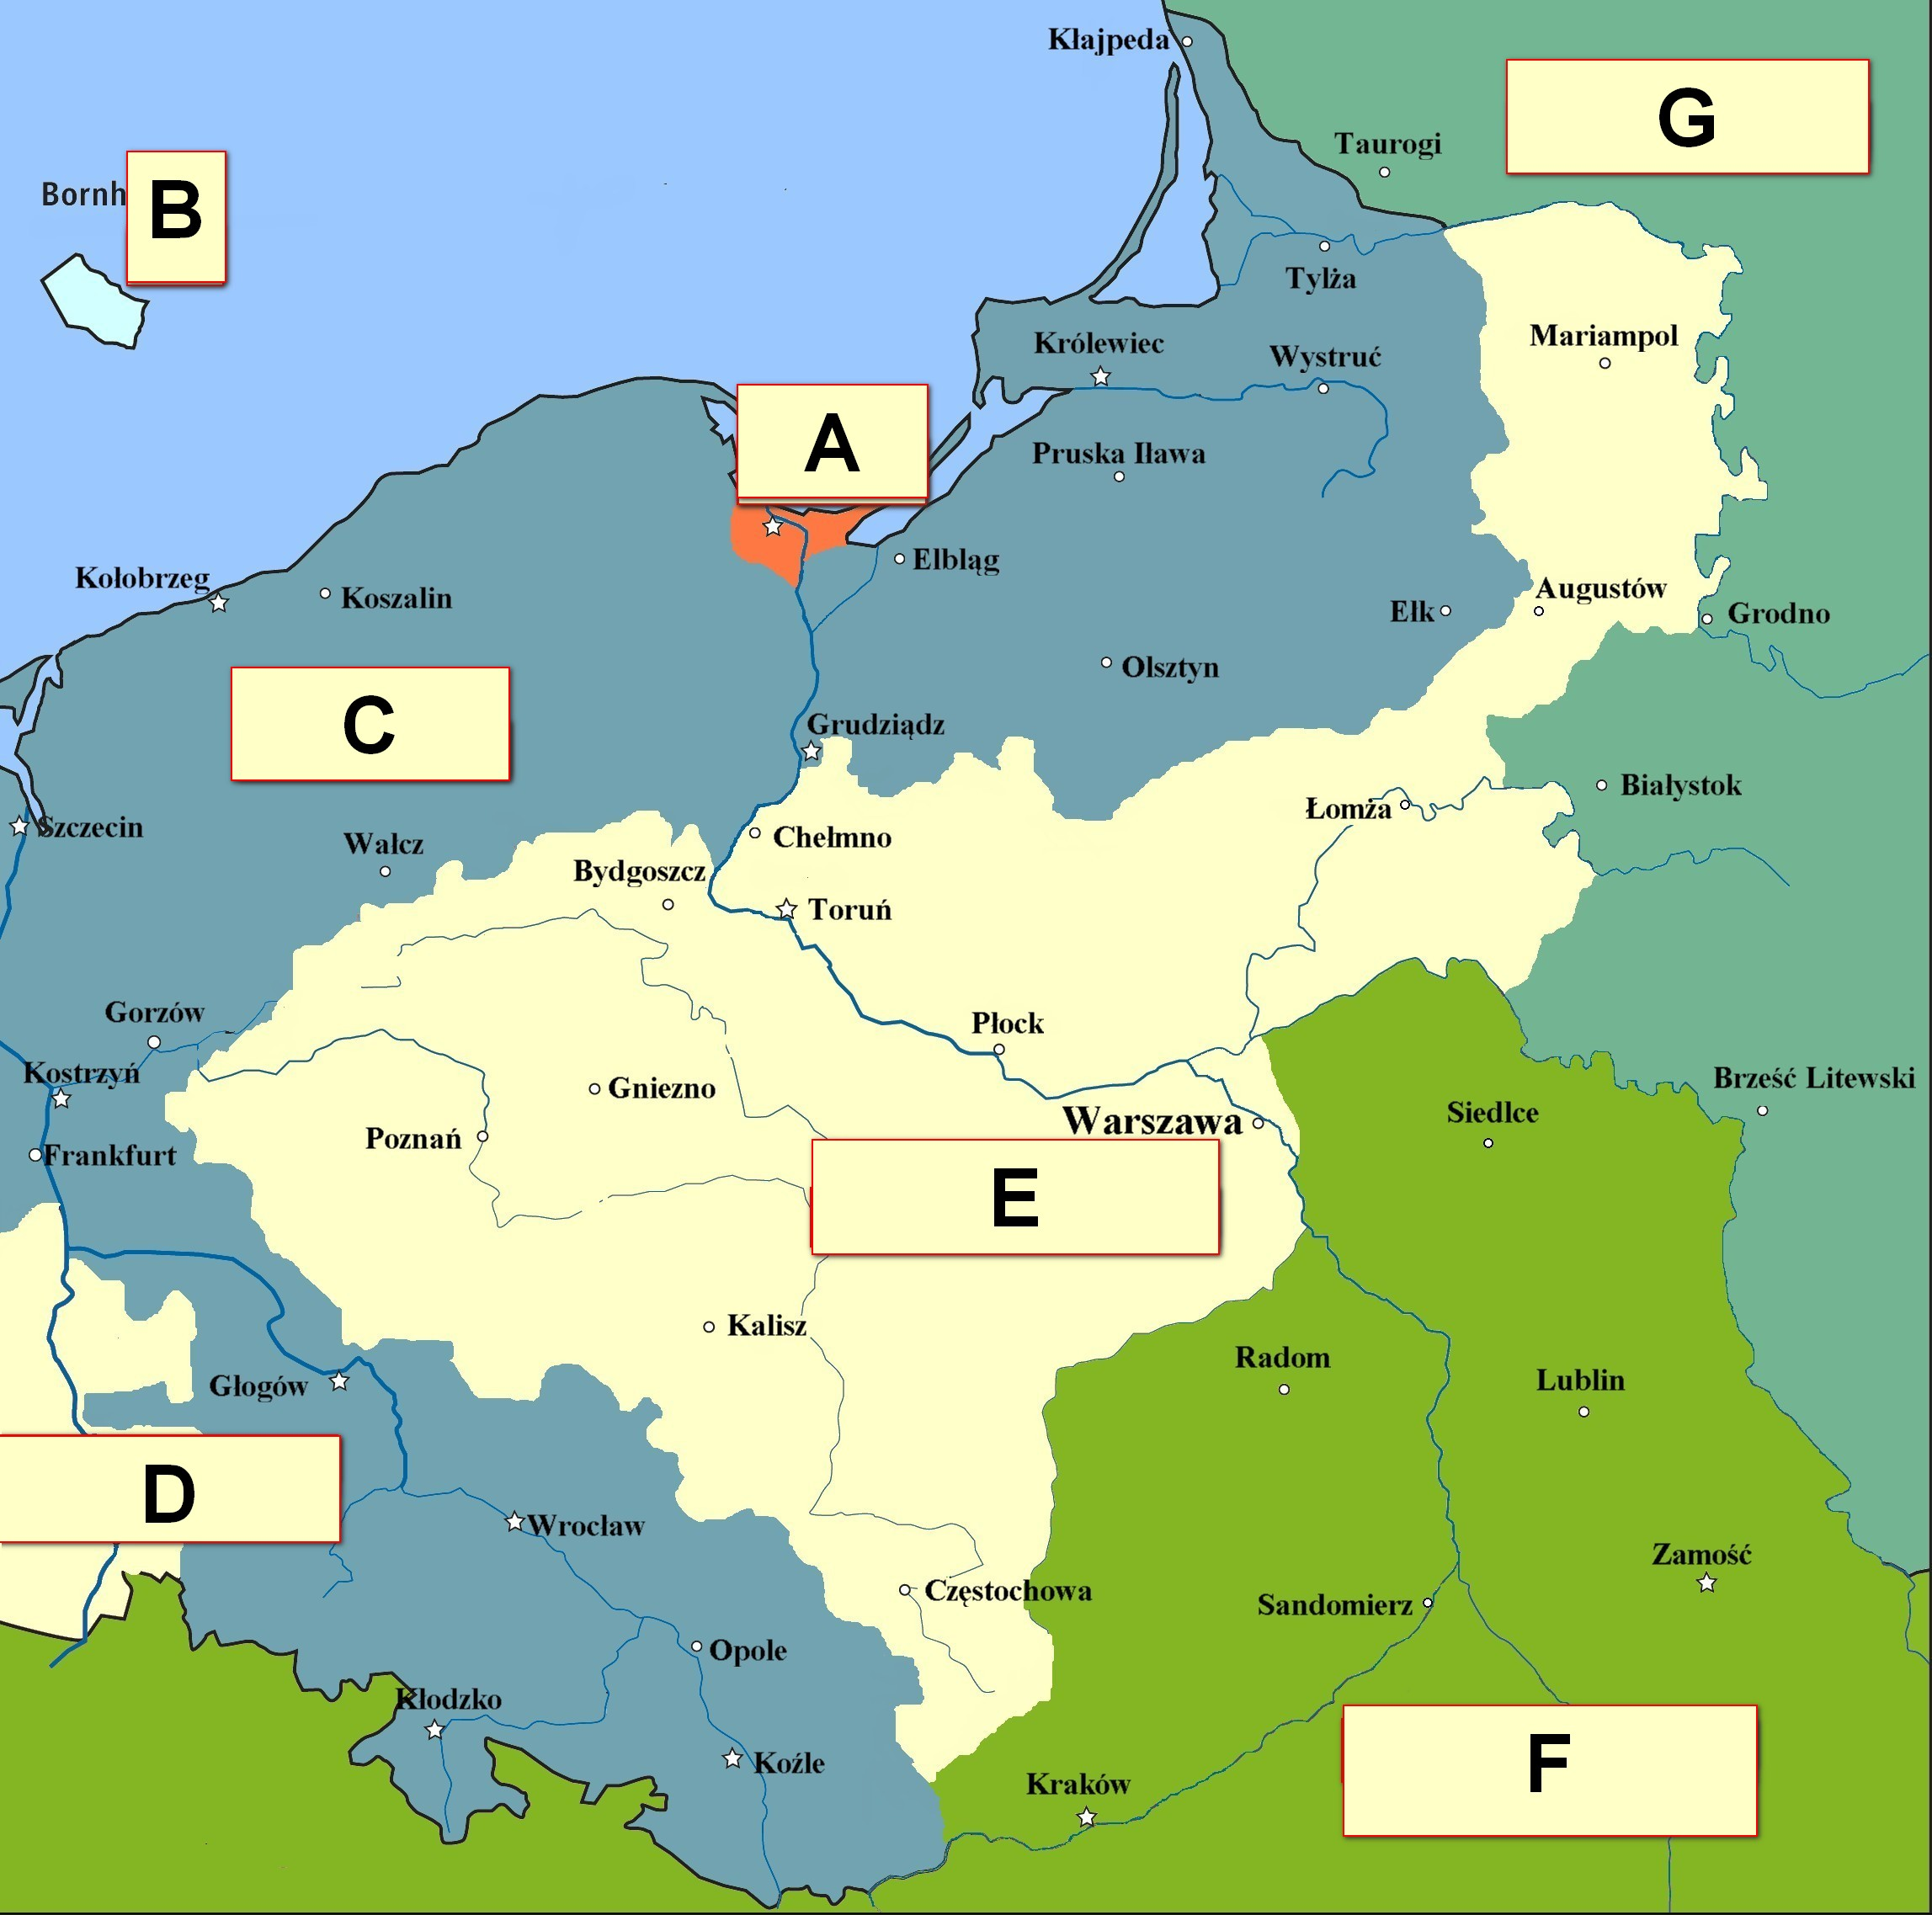 Kłajpeda
G
Taurogi
Bornh
B
Tylża
Mariampol
Królewiec
Wystruć
A
Pruska Iława
Elbląg
Kołobrzeg
Koszalin
Augustów
Ełk
Grodno
Olsztyn
C
Grudziądz
Białystok
Łomża
Szczecin
Chełmno
Wałcz
Bydgoszcz
Toruń
Gorzów
Płock
Kostrzyń
Brześć Litewski
Gniezno
Siedlce
Warszawa
Poznań
Frankfurt
E
Kalisz
Radom
Lublin
Głogów
D
Wrocław
Zamość
Częstochowa
Sandomierz
Opole
Kłodzko
Koźle
F
Kraków